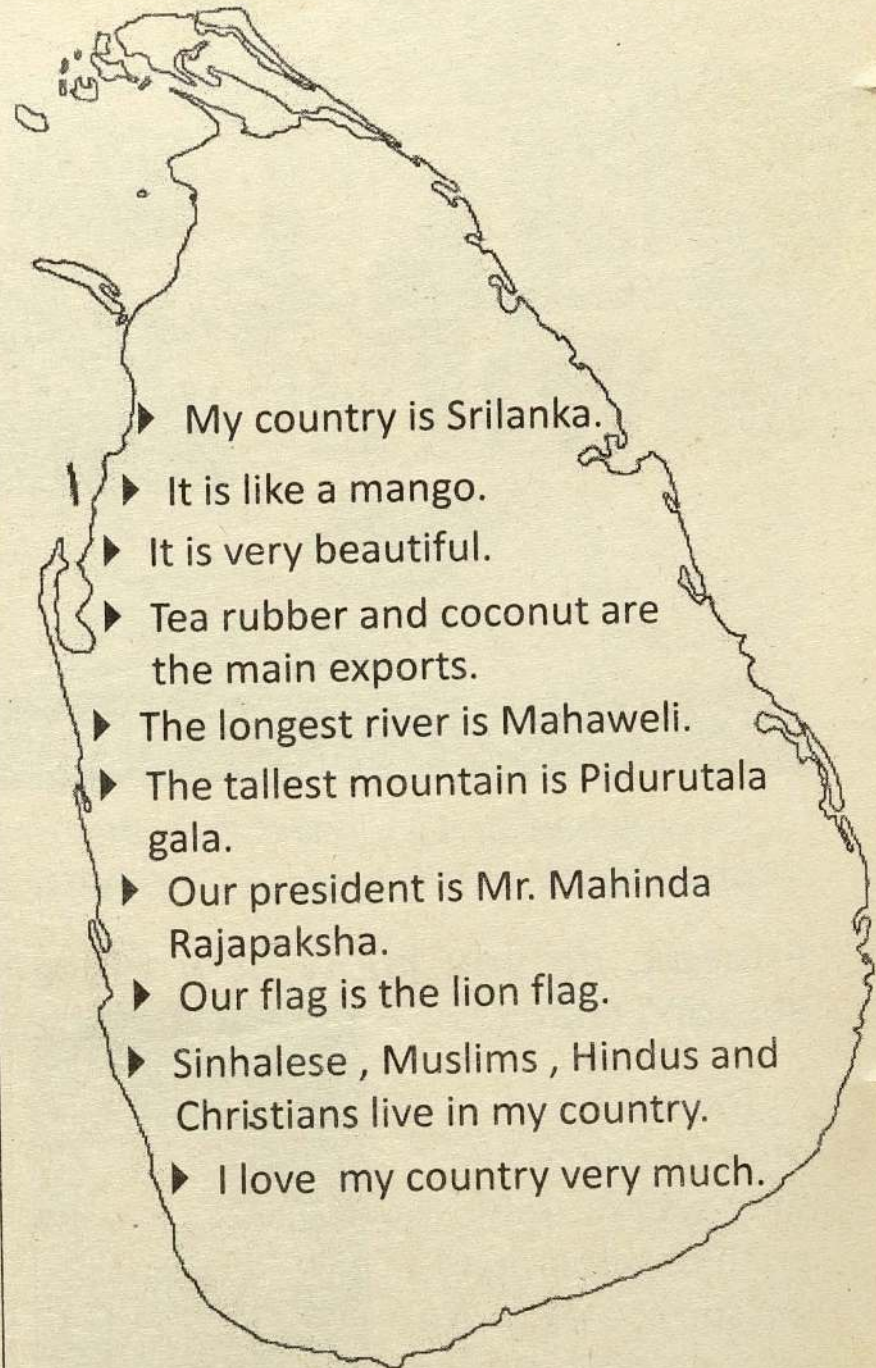 ▶ My country is Srilanka.
▶ It is like a mango.
▶ It is very beautiful.
▶ Tea rubber and coconut are
the main exports.
▶ The longest river is Mahaweli.
▶ The tallest mountain is Pidurutala
gala.
▶ Our president is Mr. Mahinda
Rajapaksha.
▶ Our flag is the lion flag.
▶ Sinhalese , Muslims , Hindus and
Christians live in my country.
▶ I love my country very much.